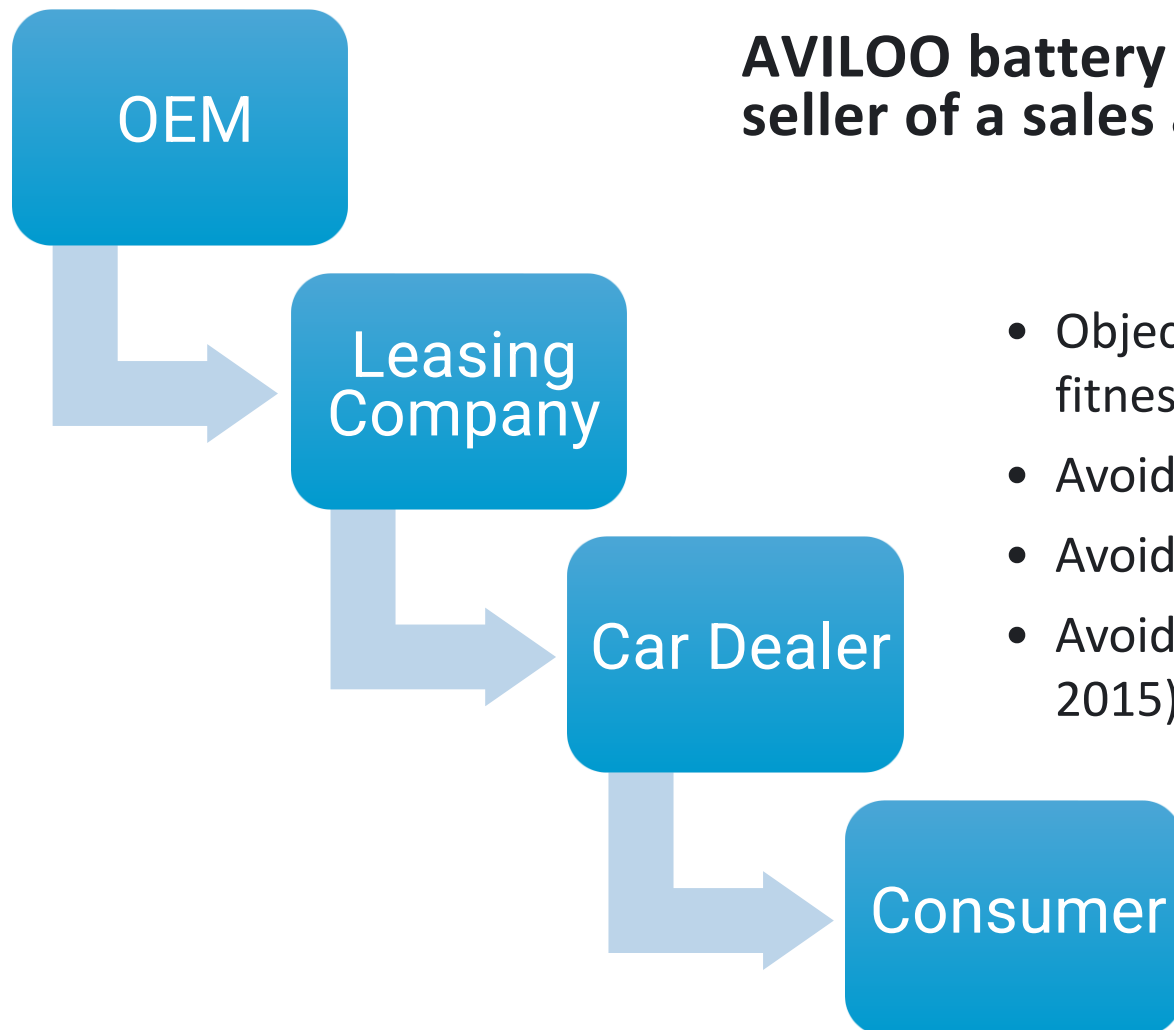 AVILOO battery
seller of a sales
OEM
Leasing
Company
• Objec
fitnes
• Avoid
• Avoid
• Avoid
2015)
Car Dealer
Consumer